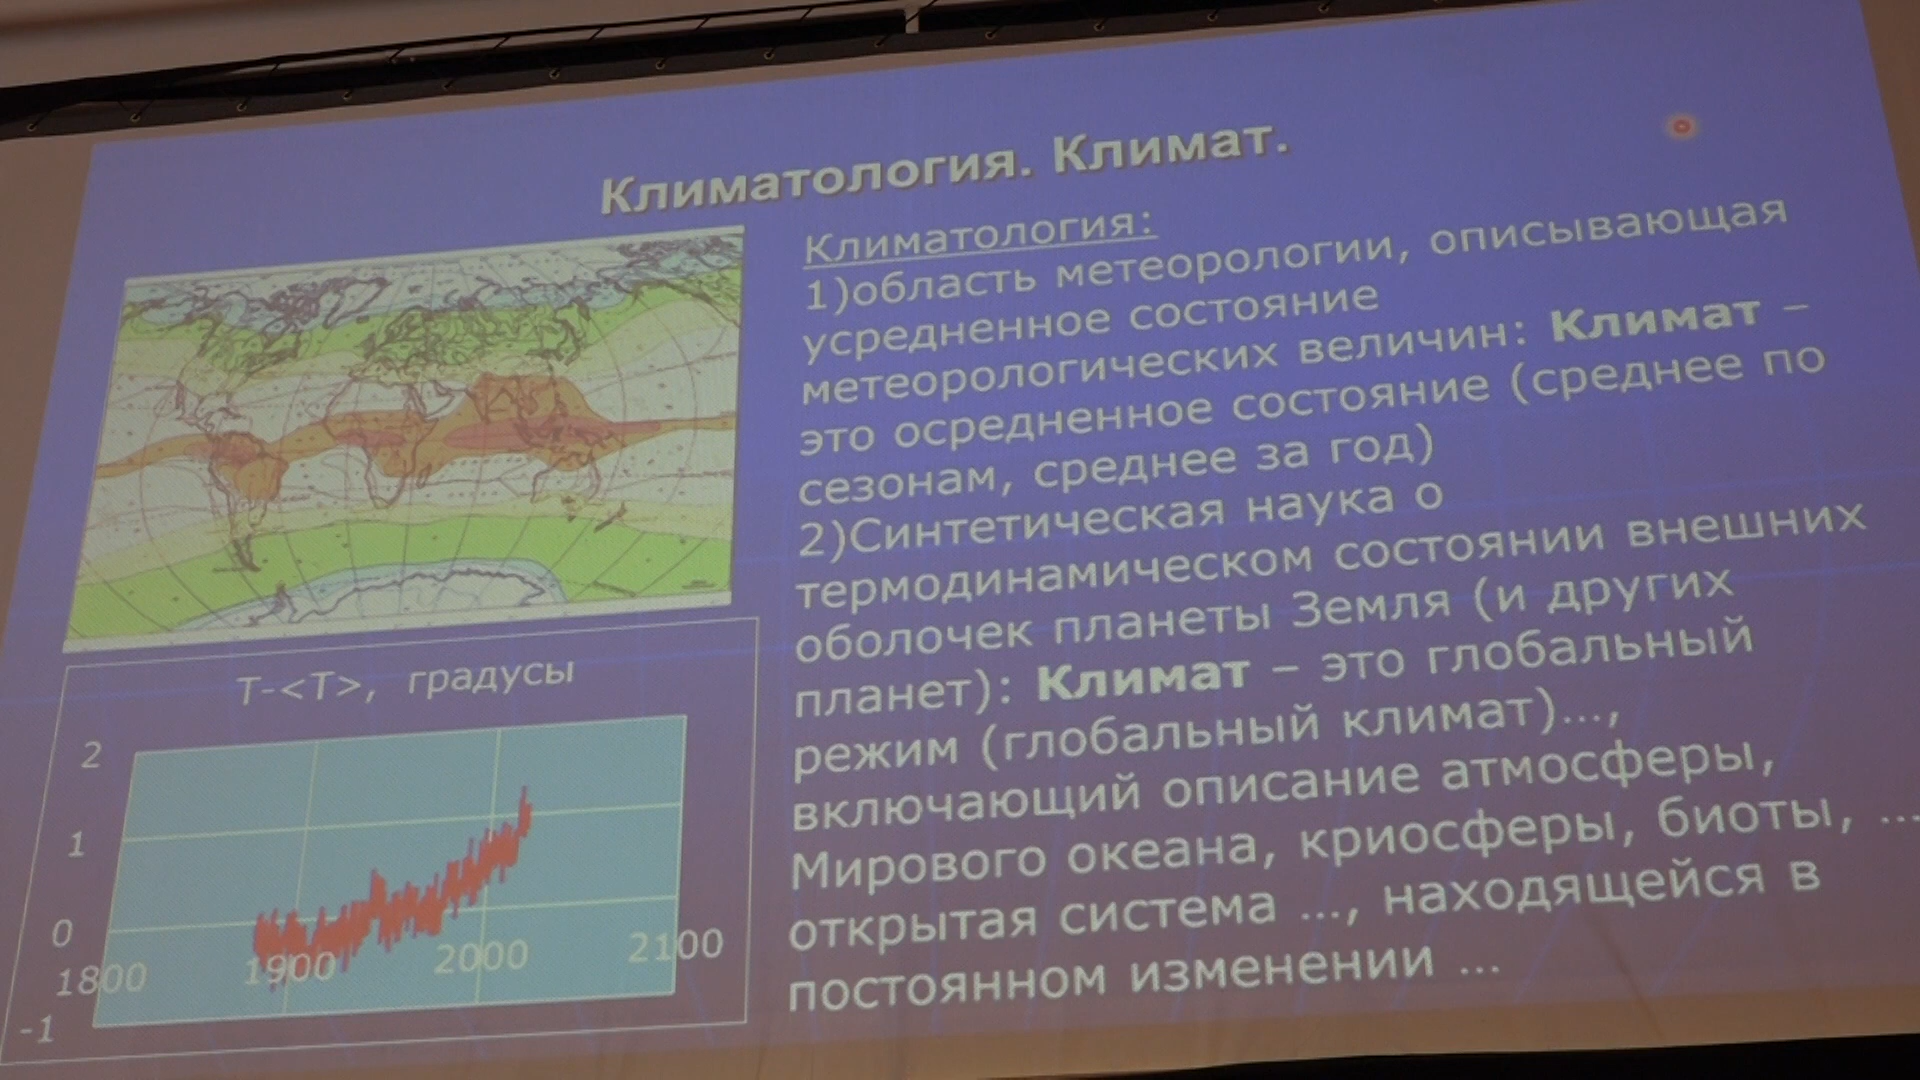 Климатология. Климат.
Климатология:
1)область метеорологии, описывающая
усредненное состояние
метеорологических величин: Климат –
это осредненное состояние (среднее по
сезонам, среднее за год)
2)Синтетическая наука о
термодинамическом состоянии внешних
оболочек планеты Земля (и других
планет): Климат – это глобальный
режим (глобальный климат)…,
включающий описание атмосферы,
Мирового океана, криосферы, биоты, …
открытая система …, находящейся в
постоянном изменении …
T-<T>, градусы
2
1
0
-1
1800 1900 2000 2100